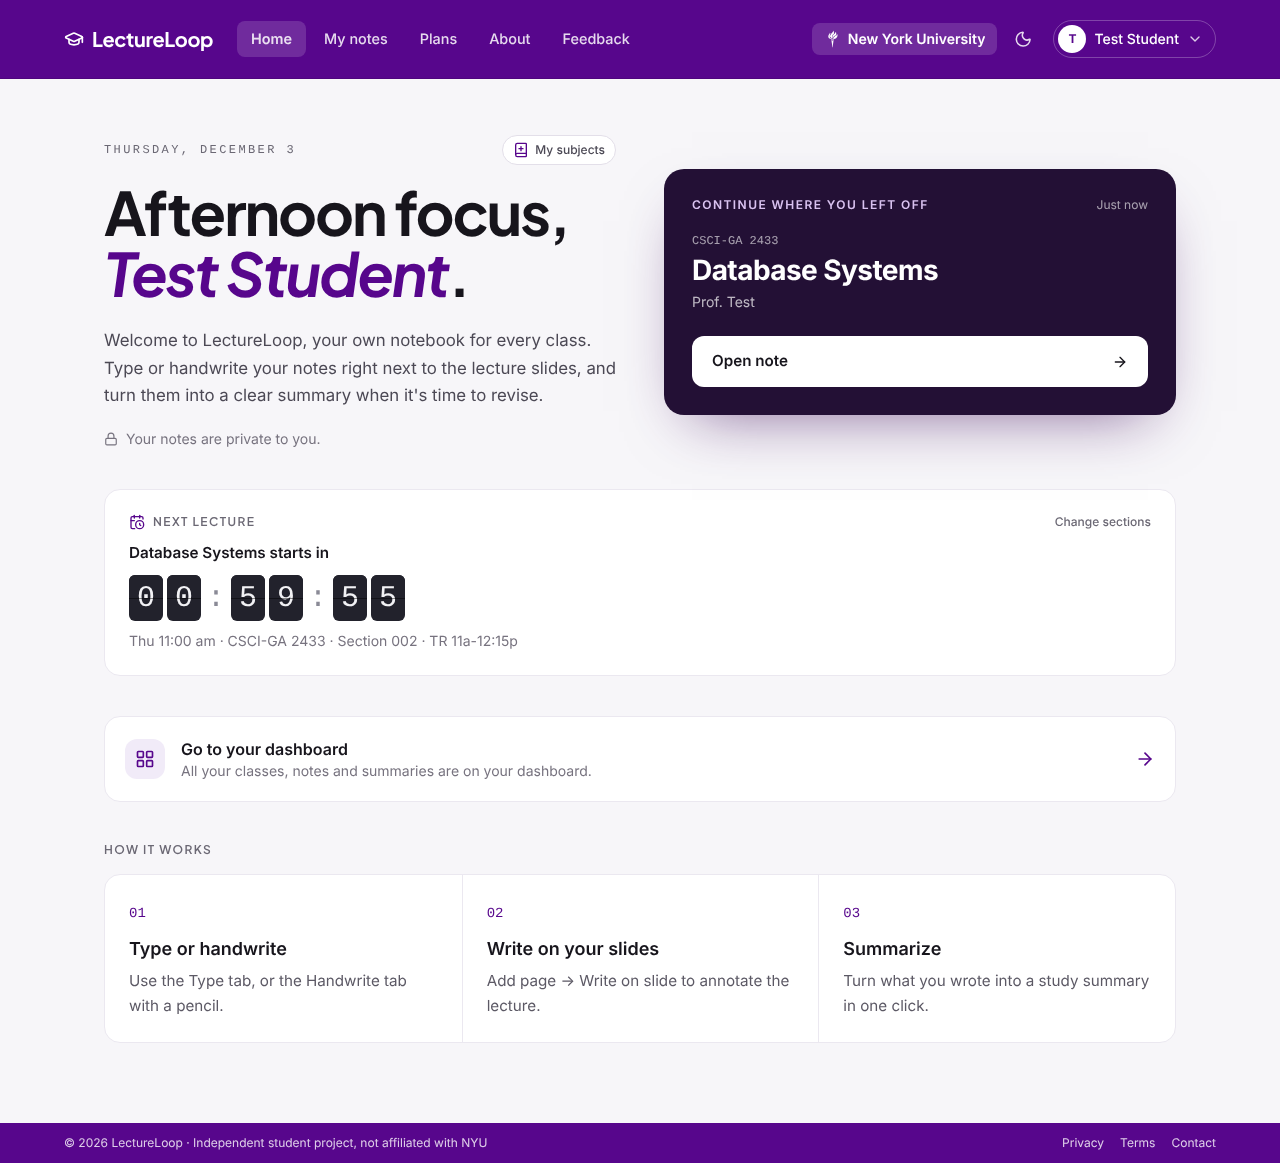 LectureLoop
Home
My notes
Plans
About
Feedback
New York University
T
Test Student
THURSDAY, DECEMBER 3
My subjects
Afternoon focus,
Test Student.
Welcome to LectureLoop, your own notebook for every class.
Type or handwrite your notes right next to the lecture slides, and
turn them into a clear summary when it's time to revise.
Your notes are private to you.
CONTINUE WHERE YOU LEFT OFF
Just now
CSCI-GA 2433
Database Systems
Prof. Test
Open note
NEXT LECTURE
Change sections
Database Systems starts in
00:59:55
Thu 11:00 am · CSCI-GA 2433 · Section 002 · TR 11a-12:15p
Go to your dashboard
All your classes, notes and summaries are on your dashboard.
HOW IT WORKS
01
Type or handwrite
Use the Type tab, or the Handwrite tab
with a pencil.
02
Write on your slides
Add page → Write on slide to annotate the
lecture.
03
Summarize
Turn what you wrote into a study summary
in one click.
© 2026 LectureLoop · Independent student project, not affiliated with NYU
Privacy
Terms
Contact